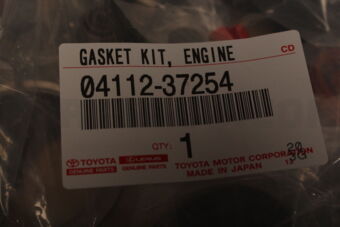 GASKET KIT, ENGINE CD
04112-37254
QTY: 1
TOYOTA LEXUS TOYOTA MOTOR CORPORATION
GENUINE PARTS GENUINE PARTS MADE IN JAPAN 13